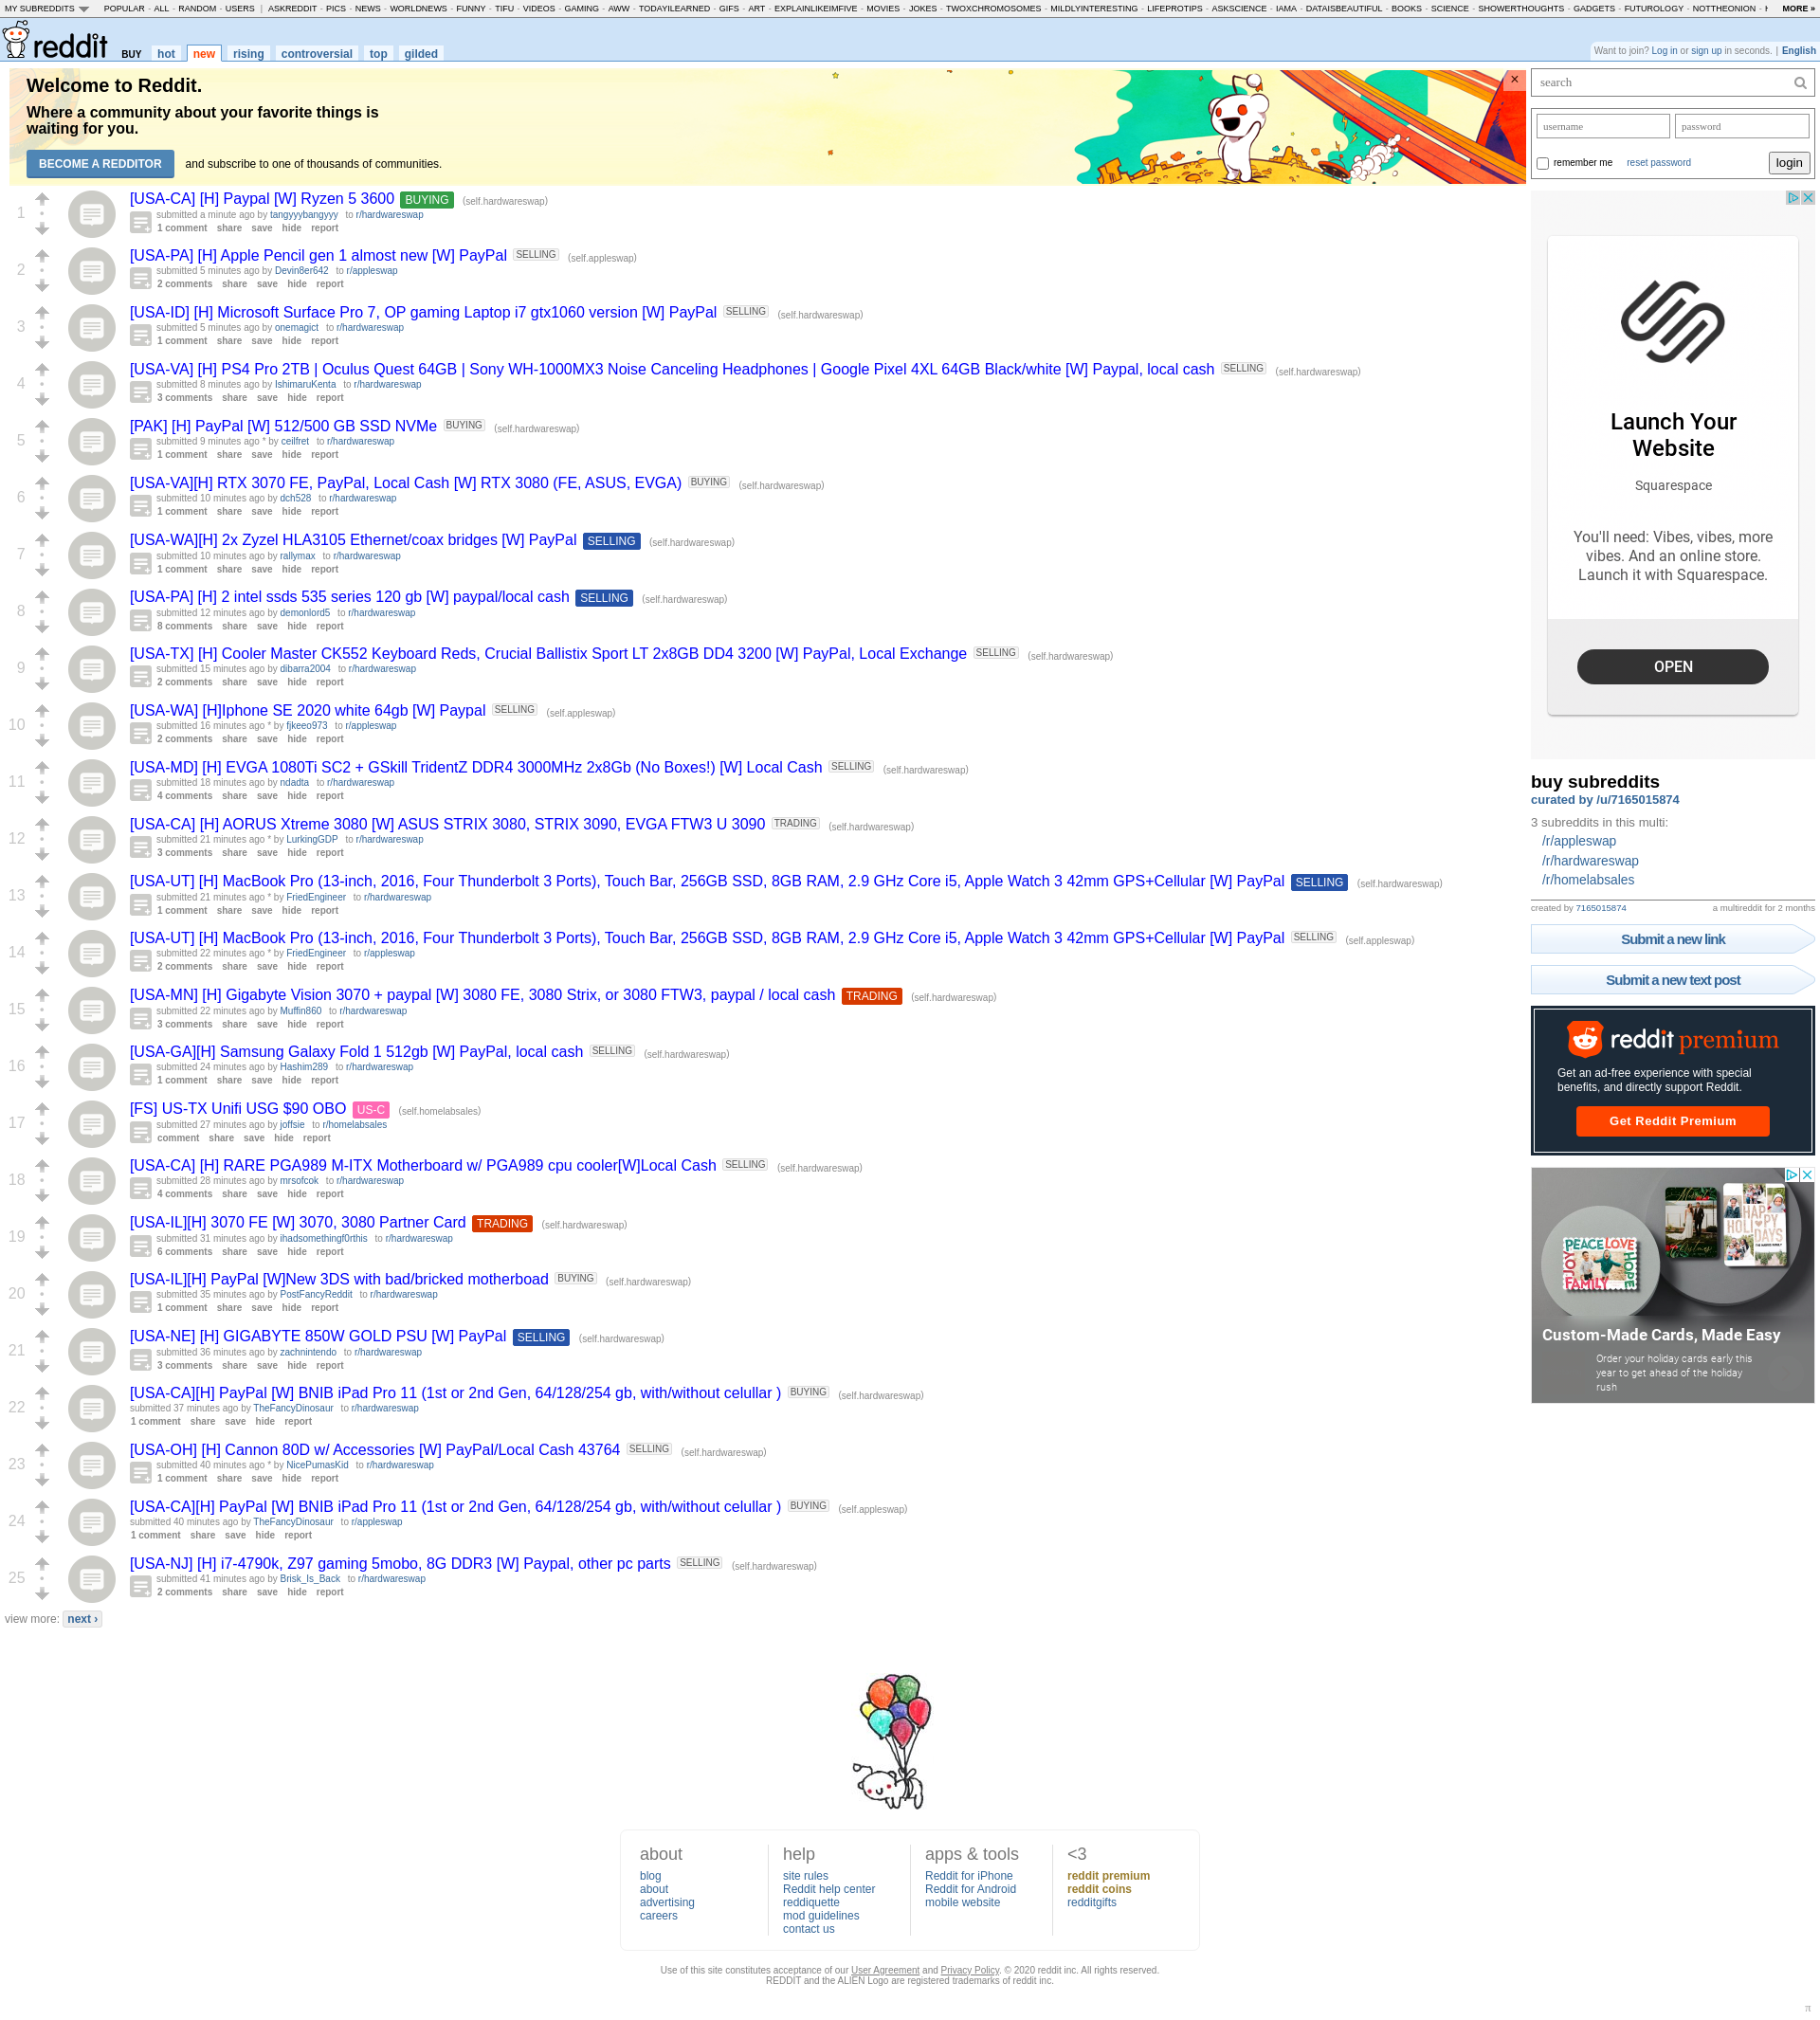 MY SUBREDDITS POPULAR - ALL - RANDOM - USERS | ASKREDDIT - PICS - NEWS - WORLDNEWS - FUNNY - TIFU - VIDEOS - GAMING - AWW - TODAYILEARNED - GIFS - ART - EXPLAINLIKEIMFIVE - MOVIES - JOKES - TWOXCHROMOSOMES - MILDLYINTERESTING - LIFEPROTIPS - ASKSCIENCE - IAMA - DATAISBEAUTIFUL - BOOKS - SCIENCE - SHOWERTHOUGHTS - GADGETS - FUTUROLOGY - NOTTHEONION - MORE »
reddit BUY hot new rising controversial top gilded
Want to join? Log in or sign up in seconds. | English
Welcome to Reddit.
Where a community about your favorite things is
waiting for you.
BECOME A REDDITOR and subscribe to one of thousands of communities.
×
1
[USA-CA] [H] Paypal [W] Ryzen 5 3600 BUYING (self.hardwareswap)
submitted a minute ago by tangyyybangyyy to r/hardwareswap
1 comment share save hide report
2
[USA-PA] [H] Apple Pencil gen 1 almost new [W] PayPal SELLING (self.appleswap)
submitted 5 minutes ago by Devin8er642 to r/appleswap
2 comments share save hide report
3
[USA-ID] [H] Microsoft Surface Pro 7, OP gaming Laptop i7 gtx1060 version [W] PayPal SELLING (self.hardwareswap)
submitted 5 minutes ago by onemagict to r/hardwareswap
1 comment share save hide report
4
[USA-VA] [H] PS4 Pro 2TB | Oculus Quest 64GB | Sony WH-1000MX3 Noise Canceling Headphones | Google Pixel 4XL 64GB Black/white [W] Paypal, local cash SELLING (self.hardwareswap)
submitted 8 minutes ago by IshimaruKenta to r/hardwareswap
3 comments share save hide report
5
[PAK] [H] PayPal [W] 512/500 GB SSD NVMe BUYING (self.hardwareswap)
submitted 9 minutes ago * by ceilfret to r/hardwareswap
1 comment share save hide report
6
[USA-VA][H] RTX 3070 FE, PayPal, Local Cash [W] RTX 3080 (FE, ASUS, EVGA) BUYING (self.hardwareswap)
submitted 10 minutes ago by dch528 to r/hardwareswap
1 comment share save hide report
7
[USA-WA][H] 2x Zyzel HLA3105 Ethernet/coax bridges [W] PayPal SELLING (self.hardwareswap)
submitted 10 minutes ago by rallymax to r/hardwareswap
1 comment share save hide report
8
[USA-PA] [H] 2 intel ssds 535 series 120 gb [W] paypal/local cash SELLING (self.hardwareswap)
submitted 12 minutes ago by demonlord5 to r/hardwareswap
8 comments share save hide report
9
[USA-TX] [H] Cooler Master CK552 Keyboard Reds, Crucial Ballistix Sport LT 2x8GB DD4 3200 [W] PayPal, Local Exchange SELLING (self.hardwareswap)
submitted 15 minutes ago by dibarra2004 to r/hardwareswap
2 comments share save hide report
10
[USA-WA] [H]Iphone SE 2020 white 64gb [W] Paypal SELLING (self.appleswap)
submitted 16 minutes ago * by fjkeeo973 to r/appleswap
2 comments share save hide report
11
[USA-MD] [H] EVGA 1080Ti SC2 + GSkill TridentZ DDR4 3000MHz 2x8Gb (No Boxes!) [W] Local Cash SELLING (self.hardwareswap)
submitted 18 minutes ago by ndadta to r/hardwareswap
4 comments share save hide report
12
[USA-CA] [H] AORUS Xtreme 3080 [W] ASUS STRIX 3080, STRIX 3090, EVGA FTW3 U 3090 TRADING (self.hardwareswap)
submitted 21 minutes ago * by LurkingGDP to r/hardwareswap
3 comments share save hide report
13
[USA-UT] [H] MacBook Pro (13-inch, 2016, Four Thunderbolt 3 Ports), Touch Bar, 256GB SSD, 8GB RAM, 2.9 GHz Core i5, Apple Watch 3 42mm GPS+Cellular [W] PayPal SELLING (self.hardwareswap)
submitted 21 minutes ago * by FriedEngineer to r/hardwareswap
1 comment share save hide report
14
[USA-UT] [H] MacBook Pro (13-inch, 2016, Four Thunderbolt 3 Ports), Touch Bar, 256GB SSD, 8GB RAM, 2.9 GHz Core i5, Apple Watch 3 42mm GPS+Cellular [W] PayPal SELLING (self.appleswap)
submitted 22 minutes ago * by FriedEngineer to r/appleswap
2 comments share save hide report
15
[USA-MN] [H] Gigabyte Vision 3070 + paypal [W] 3080 FE, 3080 Strix, or 3080 FTW3, paypal / local cash TRADING (self.hardwareswap)
submitted 22 minutes ago by Muffin860 to r/hardwareswap
3 comments share save hide report
16
[USA-GA][H] Samsung Galaxy Fold 1 512gb [W] PayPal, local cash SELLING (self.hardwareswap)
submitted 24 minutes ago by Hashim289 to r/hardwareswap
1 comment share save hide report
17
[FS] US-TX Unifi USG $90 OBO US-C (self.homelabsales)
submitted 27 minutes ago by joffsie to r/homelabsales
comment share save hide report
18
[USA-CA] [H] RARE PGA989 M-ITX Motherboard w/ PGA989 cpu cooler[W]Local Cash SELLING (self.hardwareswap)
submitted 28 minutes ago by mrsofcok to r/hardwareswap
4 comments share save hide report
19
[USA-IL][H] 3070 FE [W] 3070, 3080 Partner Card TRADING (self.hardwareswap)
submitted 31 minutes ago by ihadsomethingf0rthis to r/hardwareswap
6 comments share save hide report
20
[USA-IL][H] PayPal [W]New 3DS with bad/bricked motherboad BUYING (self.hardwareswap)
submitted 35 minutes ago by PostFancyReddit to r/hardwareswap
1 comment share save hide report
21
[USA-NE] [H] GIGABYTE 850W GOLD PSU [W] PayPal SELLING (self.hardwareswap)
submitted 36 minutes ago by zachnintendo to r/hardwareswap
3 comments share save hide report
22
[USA-CA][H] PayPal [W] BNIB iPad Pro 11 (1st or 2nd Gen, 64/128/254 gb, with/without celullar ) BUYING (self.hardwareswap)
submitted 37 minutes ago by TheFancyDinosaur to r/hardwareswap
1 comment share save hide report
23
[USA-OH] [H] Cannon 80D w/ Accessories [W] PayPal/Local Cash 43764 SELLING (self.hardwareswap)
submitted 40 minutes ago * by NicePumasKid to r/hardwareswap
1 comment share save hide report
24
[USA-CA][H] PayPal [W] BNIB iPad Pro 11 (1st or 2nd Gen, 64/128/254 gb, with/without celullar ) BUYING (self.appleswap)
submitted 40 minutes ago by TheFancyDinosaur to r/appleswap
1 comment share save hide report
25
[USA-NJ] [H] i7-4790k, Z97 gaming 5mobo, 8G DDR3 [W] Paypal, other pc parts SELLING (self.hardwareswap)
submitted 41 minutes ago by Brisk_Is_Back to r/hardwareswap
2 comments share save hide report
view more: next ›
search
username password
remember me reset password login
Launch Your
Website
Squarespace
You'll need: Vibes, vibes, more
vibes. And an online store.
Launch it with Squarespace.
OPEN
buy subreddits
curated by /u/7165015874
3 subreddits in this multi:
/r/appleswap
/r/hardwareswap
/r/homelabsales
created by 7165015874 a multireddit for 2 months
Submit a new link
Submit a new text post
reddit premium
Get an ad-free experience with special
benefits, and directly support Reddit.
Get Reddit Premium
HAPPY
HOLIDAYS
PEACE LOVE
JOY
HOPE
FAMILY
Custom-Made Cards, Made Easy
Order your holiday cards early this
year to get ahead of the holiday
rush
about
blog
about
advertising
careers
help
site rules
Reddit help center
reddiquette
mod guidelines
contact us
apps & tools
Reddit for iPhone
Reddit for Android
mobile website
<3
reddit premium
reddit coins
redditgifts
Use of this site constitutes acceptance of our User Agreement and Privacy Policy. © 2020 reddit inc. All rights reserved.
REDDIT and the ALIEN Logo are registered trademarks of reddit inc.
π